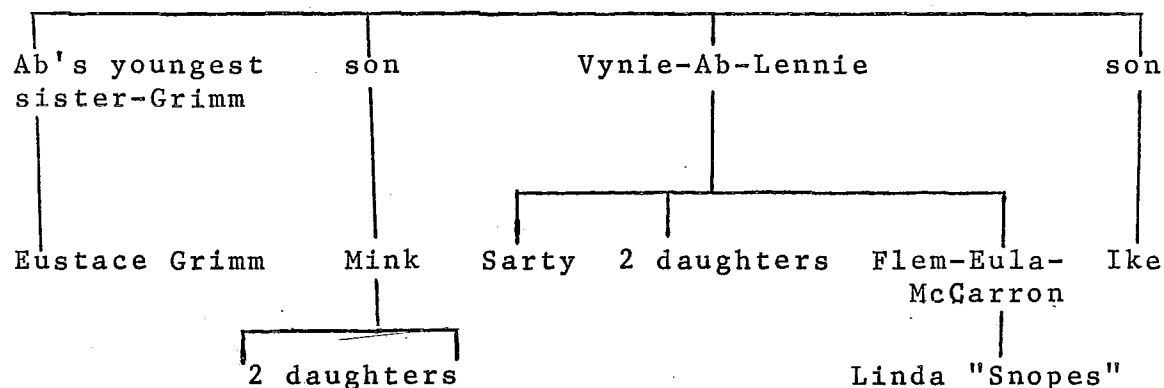 Ab's youngest son Vynie-Ab-Lennie son
sister-Grimm
Eustace Grimm Mink Sarty 2 daughters Flem-Eula- Ike
McCarron
2 daughters Linda "Snopes"